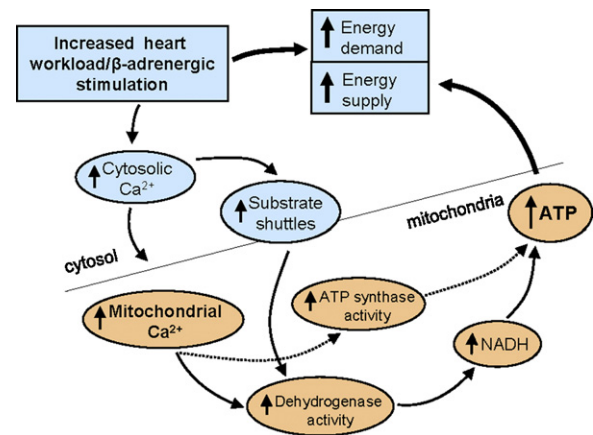 Increased heart
workload/β-adrenergic
stimulation
Energy
demand
Energy
supply
Cytosolic
Ca²⁺
Substrate
shuttles
mitochondria
ATP
cytosol
Mitochondrial
Ca²⁺
ATP synthase
activity
NADH
Dehydrogenase
activity